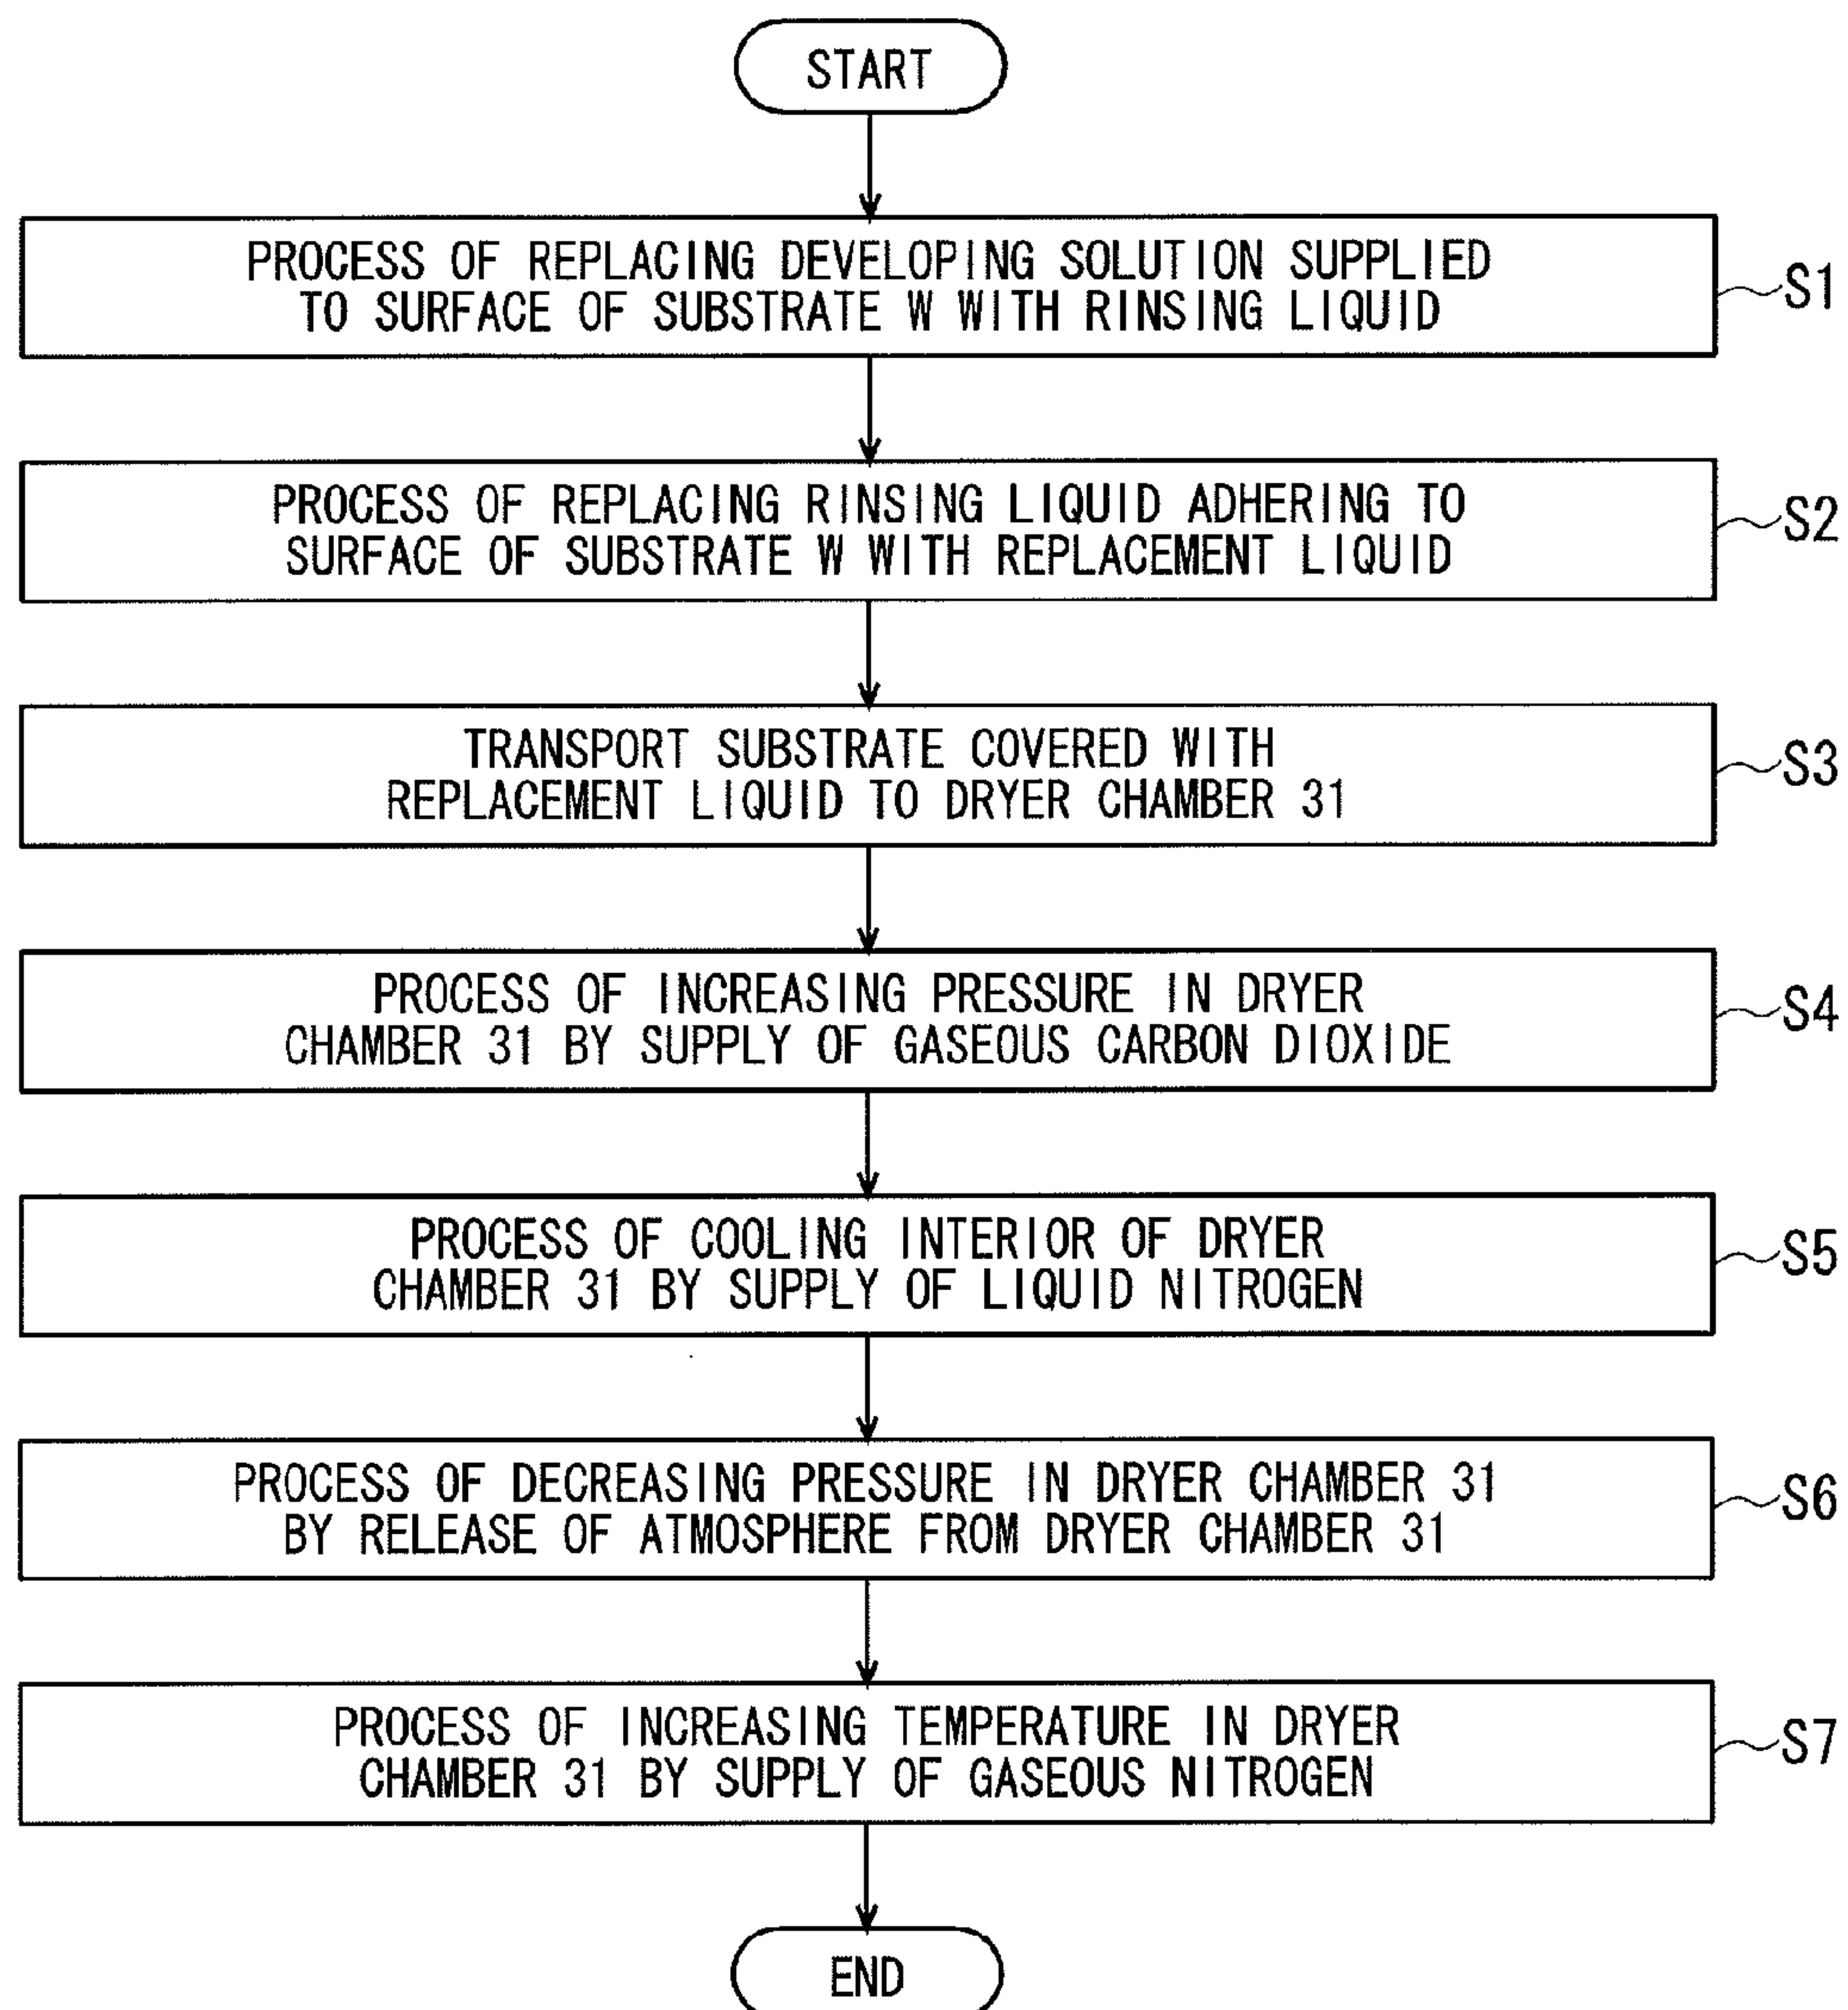 START
PROCESS OF REPLACING DEVELOPING SOLUTION SUPPLIED
TO SURFACE OF SUBSTRATE W WITH RINSING LIQUID
S1
PROCESS OF REPLACING RINSING LIQUID ADHERING TO
SURFACE OF SUBSTRATE W WITH REPLACEMENT LIQUID
S2
TRANSPORT SUBSTRATE COVERED WITH
REPLACEMENT LIQUID TO DRYER CHAMBER 31
S3
PROCESS OF INCREASING PRESSURE IN DRYER
CHAMBER 31 BY SUPPLY OF GASEOUS CARBON DIOXIDE
S4
PROCESS OF COOLING INTERIOR OF DRYER
CHAMBER 31 BY SUPPLY OF LIQUID NITROGEN
S5
PROCESS OF DECREASING PRESSURE IN DRYER CHAMBER 31
BY RELEASE OF ATMOSPHERE FROM DRYER CHAMBER 31
S6
PROCESS OF INCREASING TEMPERATURE IN DRYER
CHAMBER 31 BY SUPPLY OF GASEOUS NITROGEN
S7
END